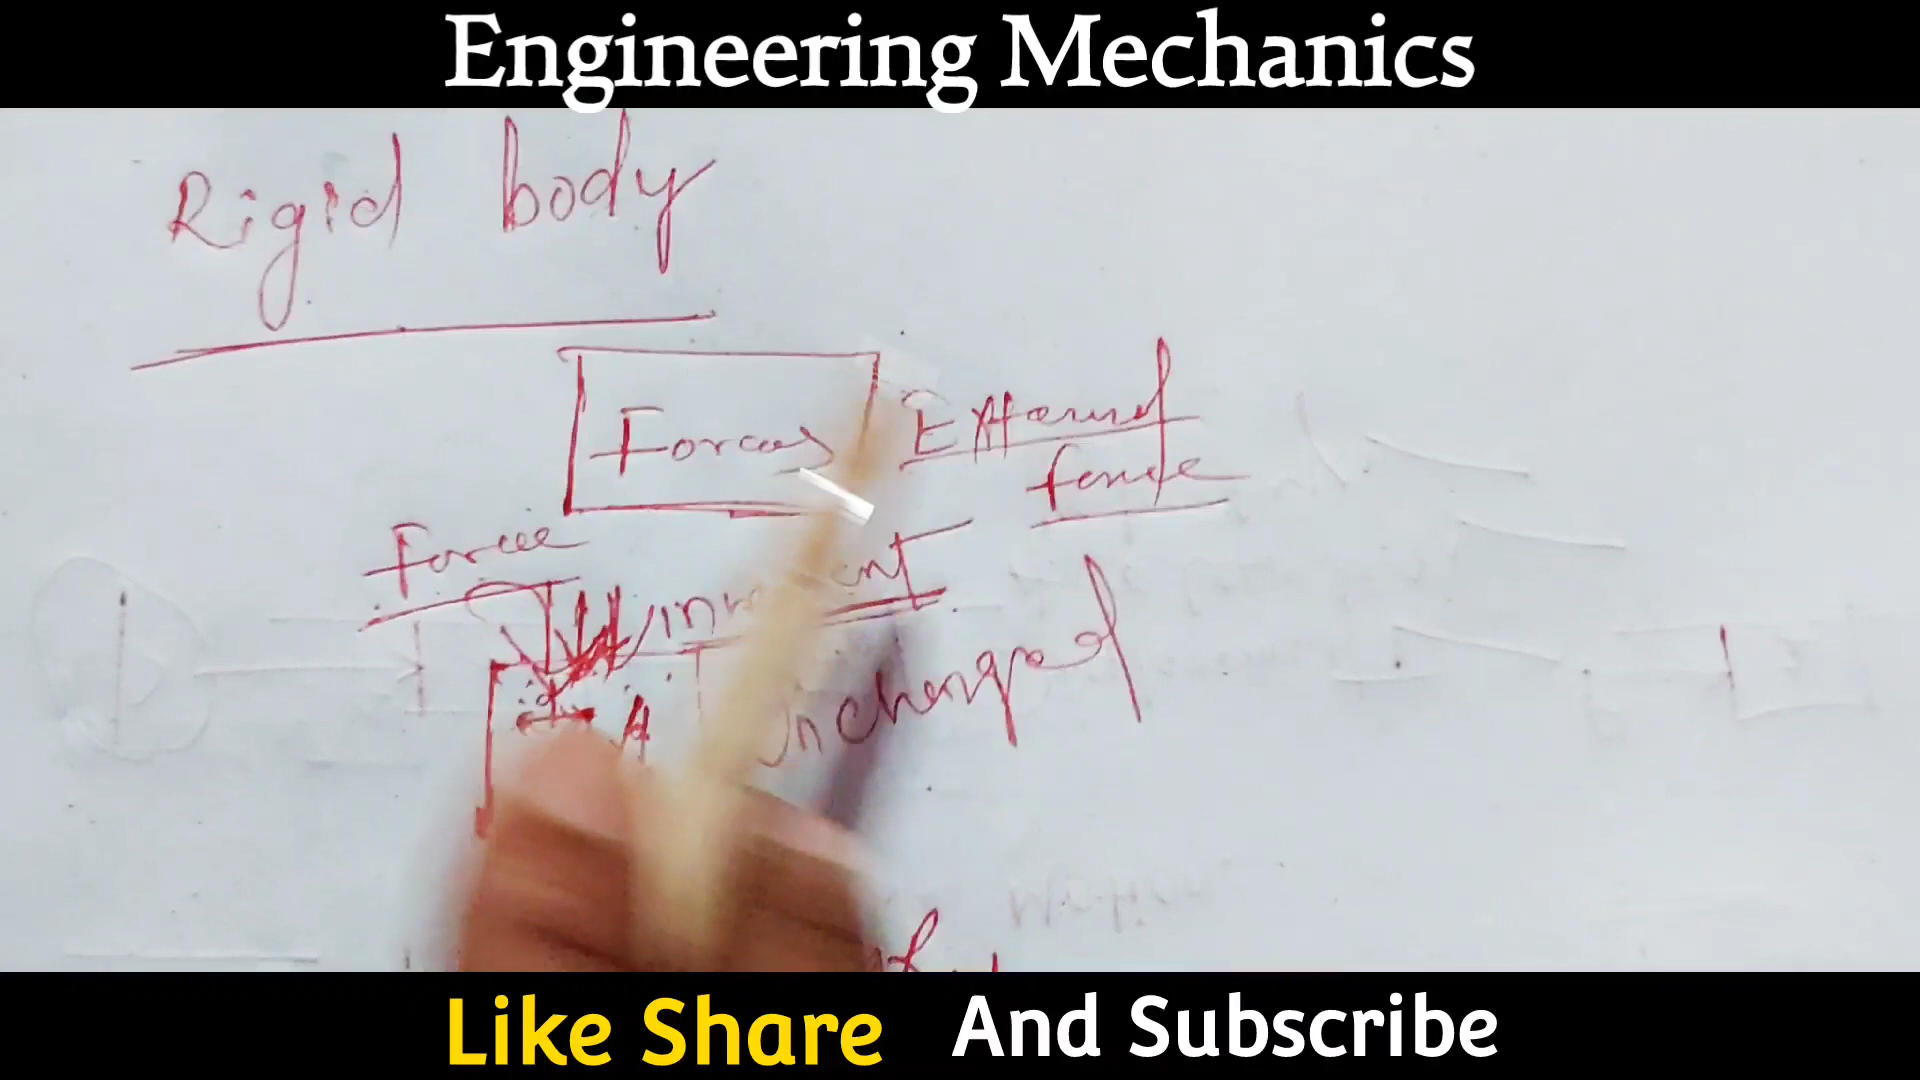 Engineering Mechanics
Rigid body
Forces External
force
Force
A
Unchanged
Like Share And Subscribe